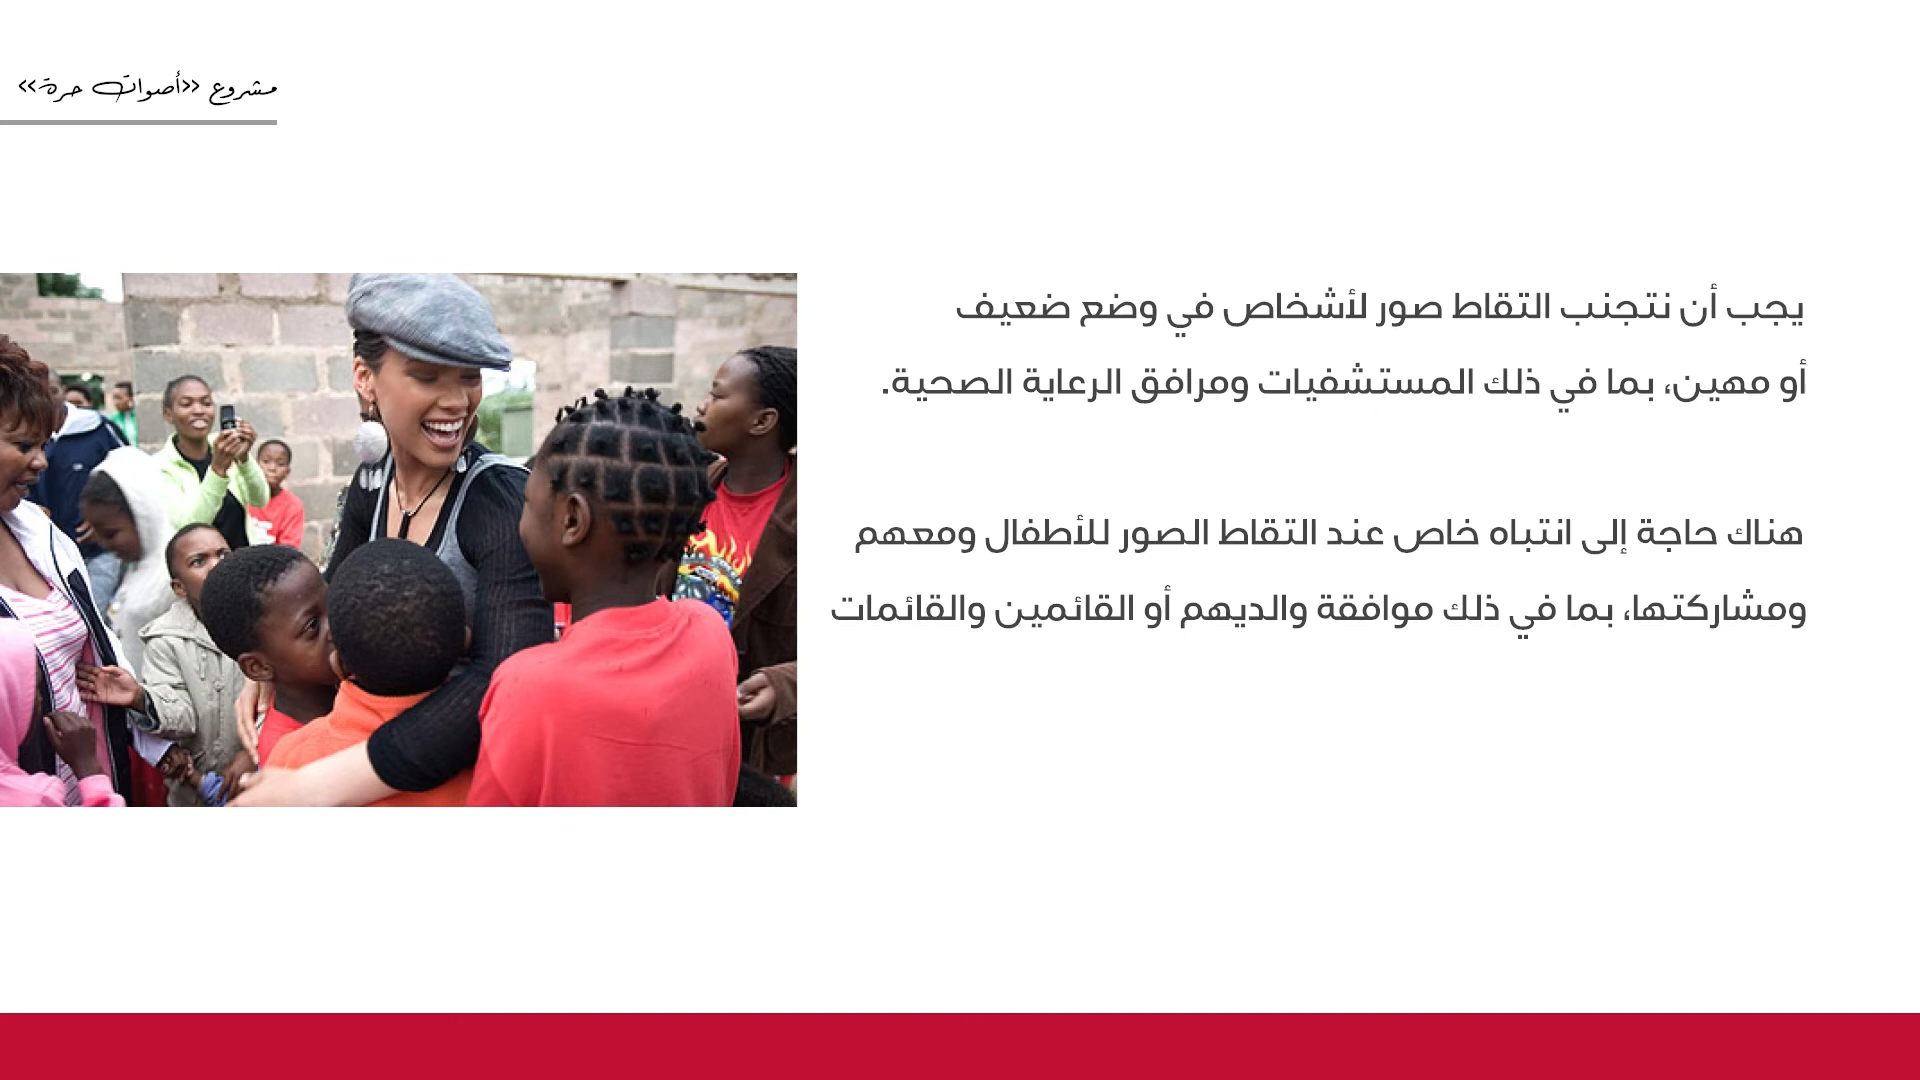 مشروع <<أصوات حرة>>
يجب أن نتجنب التقاط صور لأشخاص في وضع ضعيف
أو مهين، بما في ذلك المستشفيات ومرافق الرعاية الصحية.
هناك حاجة إلى انتباه خاص عند التقاط الصور للأطفال ومعهم
ومشاركتها، بما في ذلك موافقة والديهم أو القائمين والقائمات